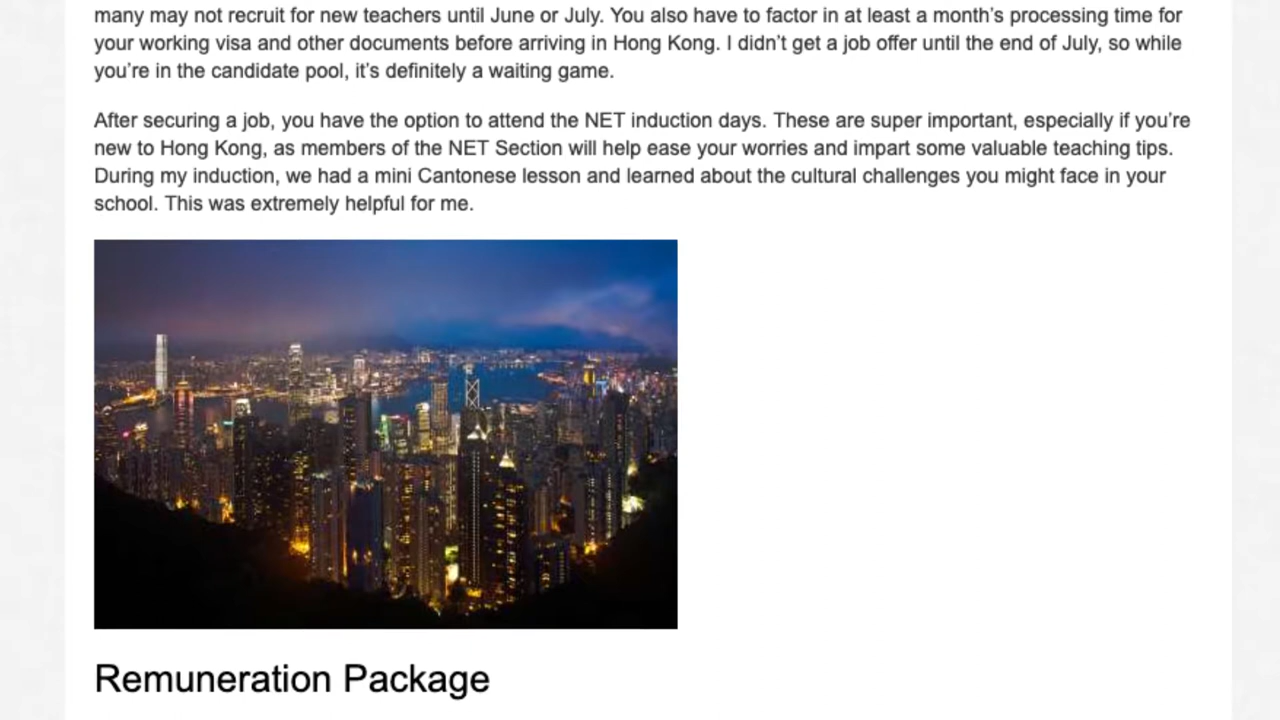 many may not recruit for new teachers until June or July. You also have to factor in at least a month’s processing time for
your working visa and other documents before arriving in Hong Kong. I didn’t get a job offer until the end of July, so while
you’re in the candidate pool, it’s definitely a waiting game.
After securing a job, you have the option to attend the NET induction days. These are super important, especially if you’re
new to Hong Kong, as members of the NET Section will help ease your worries and impart some valuable teaching tips.
During my induction, we had a mini Cantonese lesson and learned about the cultural challenges you might face in your
school. This was extremely helpful for me.
Remuneration Package